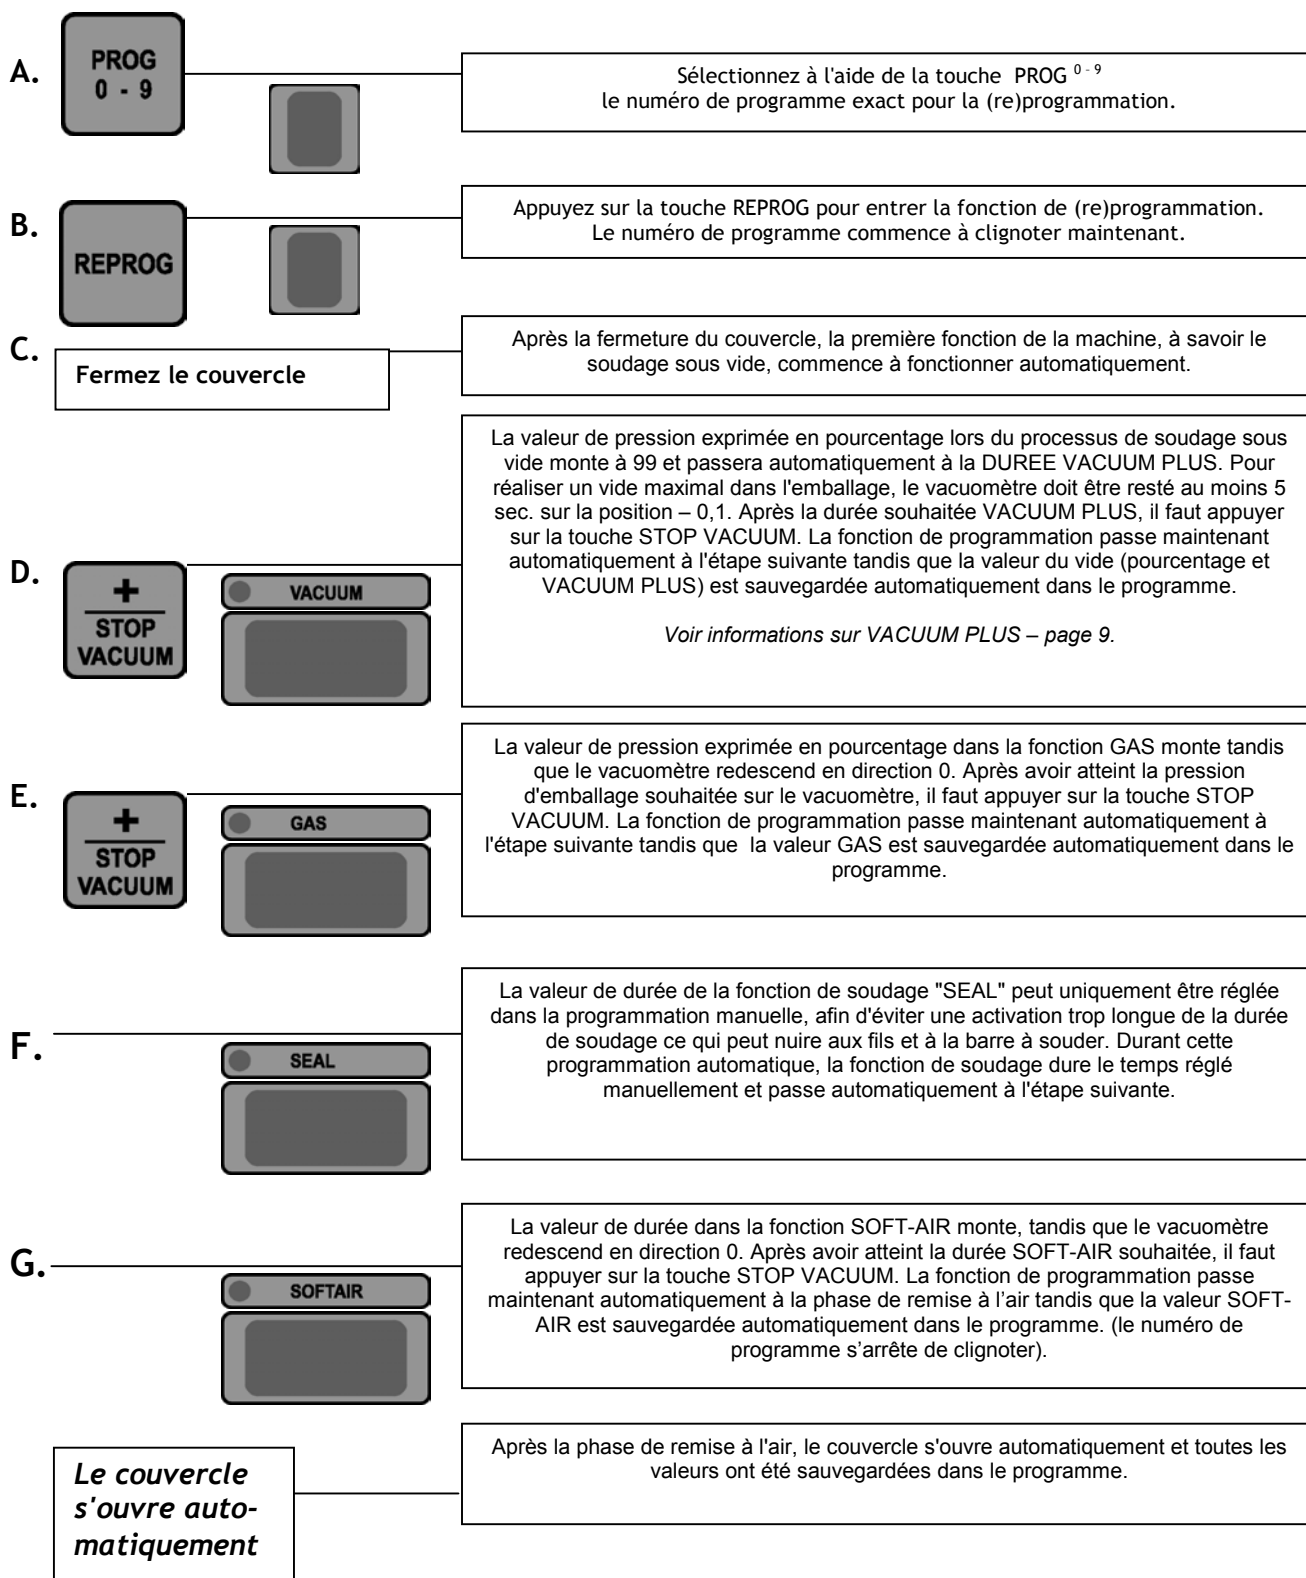 A.
PROG
0 - 9
Sélectionnez à l'aide de la touche PROG 0 - 9
le numéro de programme exact pour la (re)programmation.
B.
REPROG
Appuyez sur la touche REPROG pour entrer la fonction de (re)programmation.
Le numéro de programme commence à clignoter maintenant.
C.
Fermez le couvercle
Après la fermeture du couvercle, la première fonction de la machine, à savoir le
soudage sous vide, commence à fonctionner automatiquement.
D.
+
STOP
VACUUM
VACUUM
La valeur de pression exprimée en pourcentage lors du processus de soudage sous
vide monte à 99 et passera automatiquement à la DUREE VACUUM PLUS. Pour
réaliser un vide maximal dans l'emballage, le vacuomètre doit être resté au moins 5
sec. sur la position – 0,1. Après la durée souhaitée VACUUM PLUS, il faut appuyer
sur la touche STOP VACUUM. La fonction de programmation passe maintenant
automatiquement à l'étape suivante tandis que la valeur du vide (pourcentage et
VACUUM PLUS) est sauvegardée automatiquement dans le programme.
Voir informations sur VACUUM PLUS – page 9.
E.
+
STOP
VACUUM
GAS
La valeur de pression exprimée en pourcentage dans la fonction GAS monte tandis
que le vacuomètre redescend en direction 0. Après avoir atteint la pression
d'emballage souhaitée sur le vacuomètre, il faut appuyer sur la touche STOP
VACUUM. La fonction de programmation passe maintenant automatiquement à
l'étape suivante tandis que la valeur GAS est sauvegardée automatiquement dans le
programme.
F.
SEAL
La valeur de durée de la fonction de soudage "SEAL" peut uniquement être réglée
dans la programmation manuelle, afin d'éviter une activation trop longue de la durée
de soudage ce qui peut nuire aux fils et à la barre à souder. Durant cette
programmation automatique, la fonction de soudage dure le temps réglé
manuellement et passe automatiquement à l'étape suivante.
G.
SOFTAIR
La valeur de durée dans la fonction SOFT-AIR monte, tandis que le vacuomètre
redescend en direction 0. Après avoir atteint la durée SOFT-AIR souhaitée, il faut
appuyer sur la touche STOP VACUUM. La fonction de programmation passe
maintenant automatiquement à la phase de remise à l’air tandis que la valeur SOFT-
AIR est sauvegardée automatiquement dans le programme. (le numéro de
programme s’arrête de clignoter).
Le couvercle
s'ouvre auto-
matiquement
Après la phase de remise à l'air, le couvercle s'ouvre automatiquement et toutes les
valeurs ont été sauvegardées dans le programme.